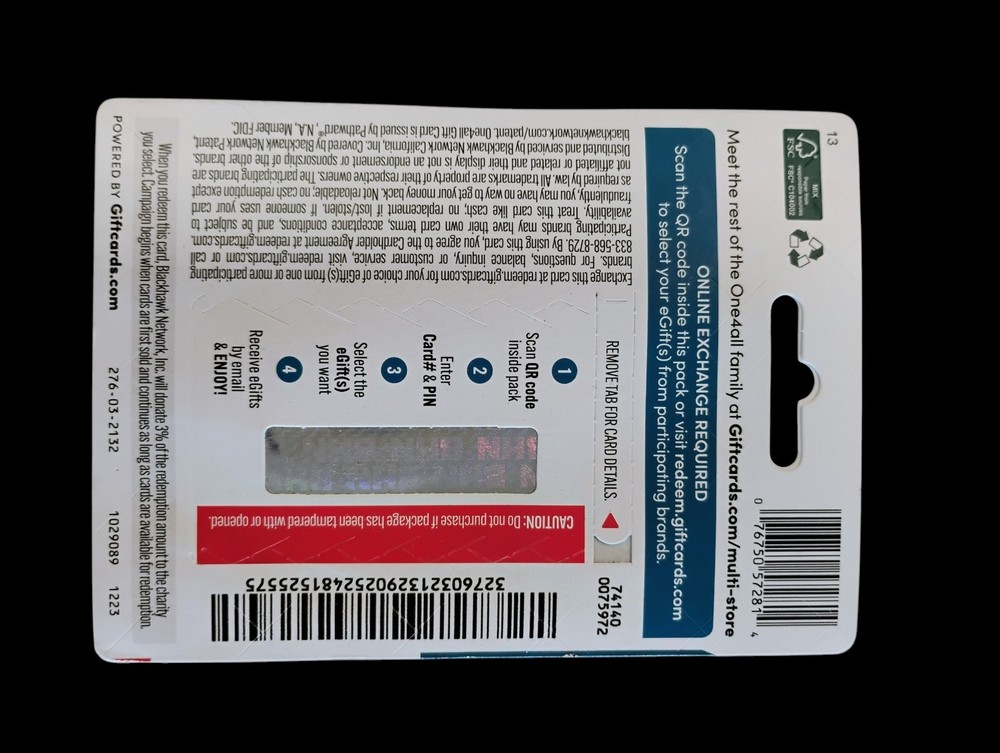 13
MIX
Paper from
responsible sources
FSC® C104002
FSC
Meet the rest of the One4all family at Giftcards.com/multi-store
0 76750 57281 4
ONLINE EXCHANGE REQUIRED
Scan the QR code inside this pack or visit redeem.giftcards.com
to select your eGift(s) from participating brands.
REMOVE TAB FOR CARD DETAILS.
74140
0075972
1
Scan QR code
inside pack
2
Enter
Card# & PIN
3
Select the
eGift(s)
you want
4
Receive eGifts
by email
& ENJOY!
Exchange this card at redeem.giftcards.com for your choice of eGift(s) from one or more participating
brands. For questions, balance inquiry, or customer service, visit redeem.giftcards.com or call
833-568-8729. By using this card, you agree to the Cardholder Agreement at redeem.giftcards.com.
Participating brands may have their own card terms, acceptance conditions, and be subject to
availability. Treat this card like cash; no replacement if lost/stolen. If someone uses your card
fraudulently, you may have no way to get your money back. Not reloadable, no cash redemption except
as required by law. All trademarks are property of their respective owners. The participating brands are
not affiliated or related and their display is not an endorsement or sponsorship of the other brands.
Distributed and serviced by Blackhawk Network California, Inc. Covered by Blackhawk Network Patent,
blackhawknetwork.com/patent. One4all Gift Card is issued by Pathward®, N.A., Member FDIC.
CAUTION: Do not purchase if package has been tampered with or opened.
327603213290252248155255 75
When you redeem this card, Blackhawk Network, Inc. will donate 3% of the redemption amount to the charity
you select. Campaign begins when cards are first sold and continues as long as cards are available for redemption.
POWERED BY Giftcards.com
276-03-2132
1029089
1223